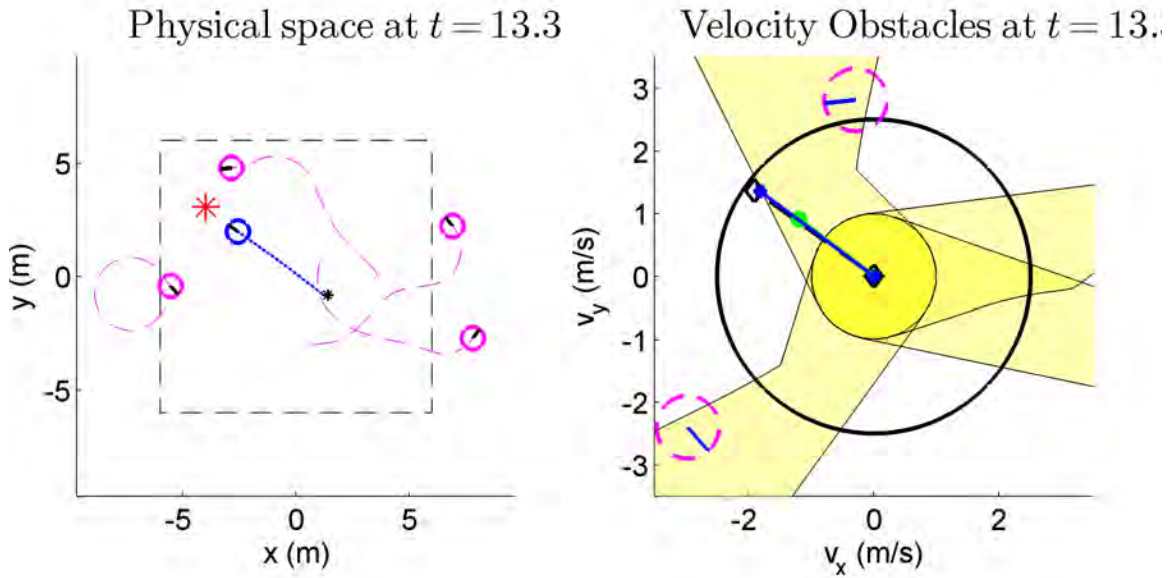 Physical space at t = 13.3
y (m)
5
0
-5
-5
0
5
x (m)
Velocity Obstacles at t = 13.
v_y (m/s)
3
2
1
0
-1
-2
-3
-2
0
2
v_x (m/s)